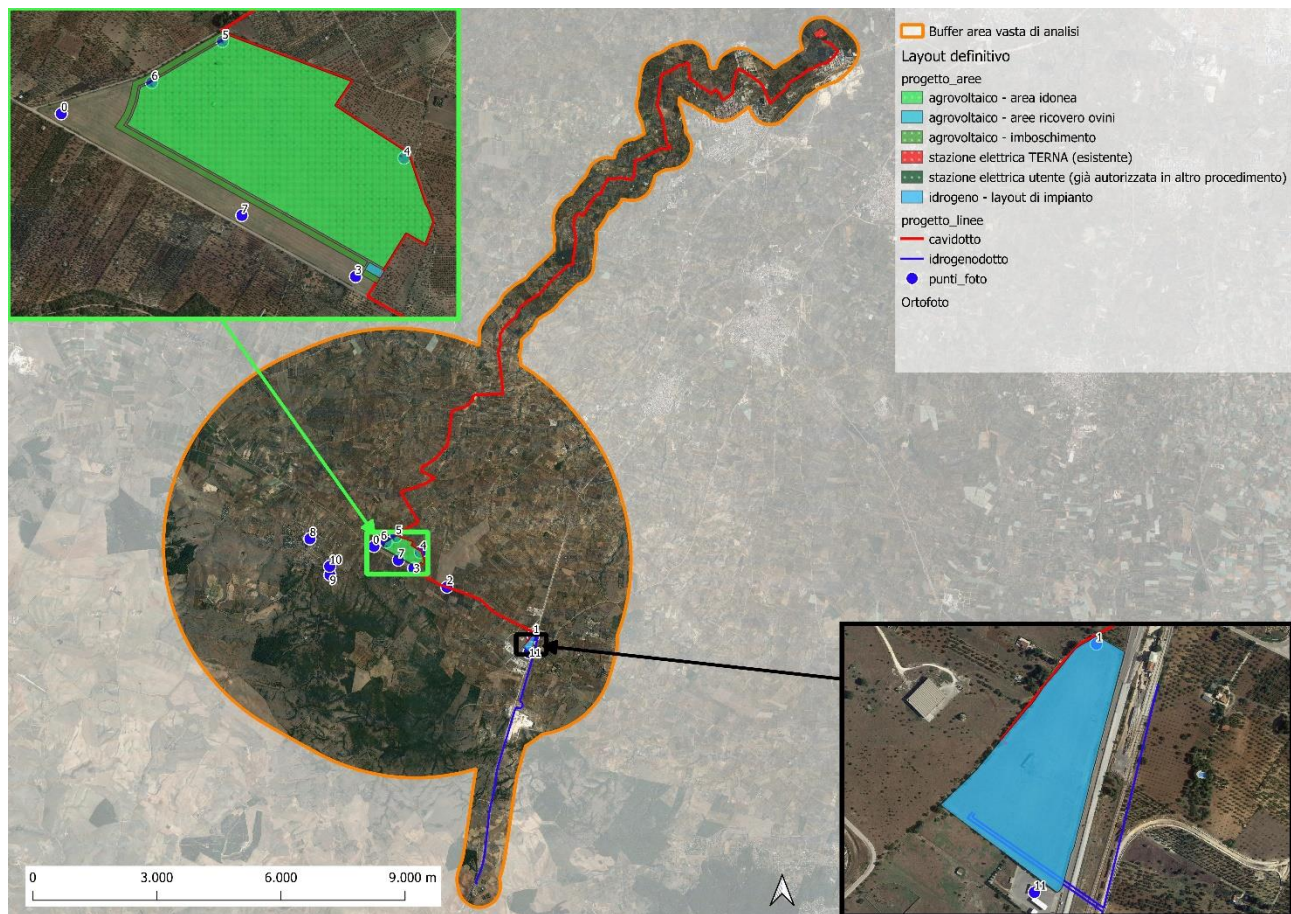 Buffer area vasta di analisi
Layout definitivo
progetto_aree
agrovoltaico - area idonea
agrovoltaico - aree ricovero ovini
agrovoltaico - imboschimento
stazione elettrica TERNA (esistente)
stazione elettrica utente (già autorizzata in altro procedimento)
idrogeno - layout di impianto
progetto_linee
cavidotto
idrogenodotto
punti_foto
Ortofoto
5
6
0
4
7
3
8
10
9
0
6
5
4
7
3
2
1
11
1
11
0 3.000 6.000 9.000 m